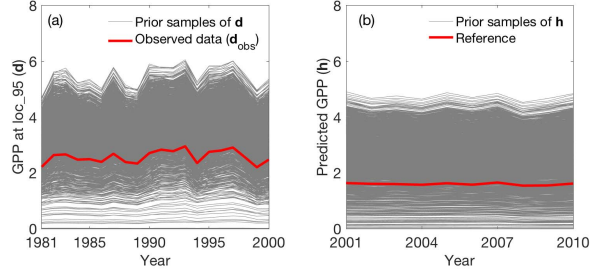 (a)
Prior samples of d
Observed data (d_obs)
GPP at loc_95 (d)
8
6
4
2
0
1981
1985
1990
1995
2000
Year
(b)
Prior samples of h
Reference
Predicted GPP (h)
8
6
4
2
0
2001
2004
2007
2010
Year